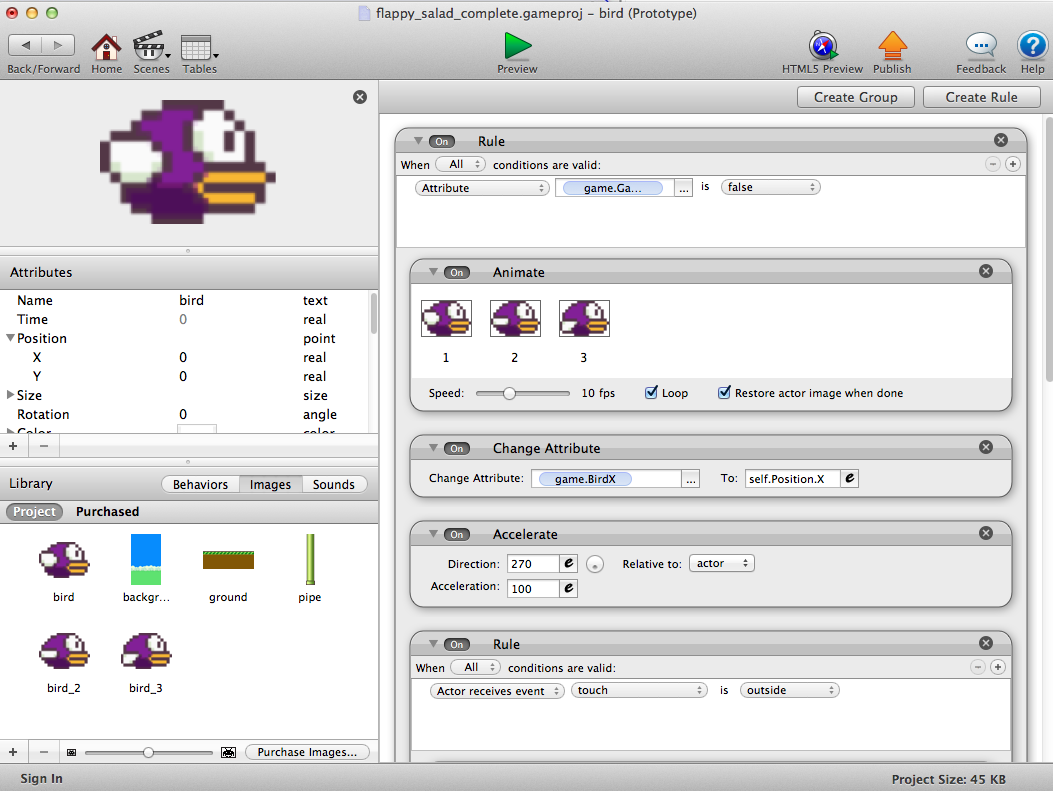 flappy_salad_complete.gameproj – bird (Prototype)
Back/Forward Home Scenes Tables Preview HTML5 Preview Publish Feedback Help
Create Group Create Rule
On Rule
When All conditions are valid:
Attribute game.Ga... ... is false
On Animate
1 2 3
Speed: 10 fps Loop Restore actor image when done
On Change Attribute
Change Attribute: game.BirdX ... To: self.Position.X e
On Accelerate
Direction: 270 e Relative to: actor
Acceleration: 100 e
On Rule
When All conditions are valid:
Actor receives event touch is outside
Attributes
Name bird text
Time 0 real
Position point
X 0 real
Y 0 real
Size size
Rotation 0 angle
Color color
Library Behaviors Images Sounds
Project Purchased
bird backgr... ground pipe
bird_2 bird_3
Purchase Images...
Sign In Project Size: 45 KB